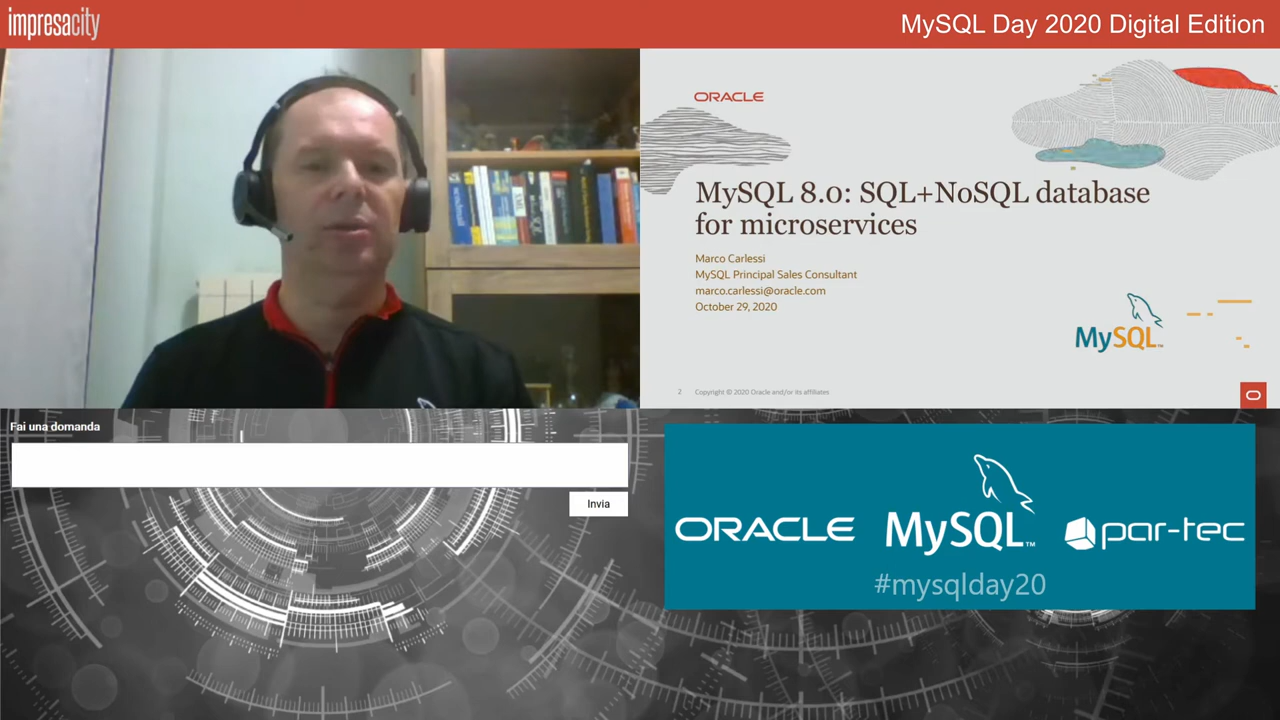 impresacity
MySQL Day 2020 Digital Edition
ORACLE
MySQL 8.0: SQL+NoSQL database
for microservices
Marco Carlessi
MySQL Principal Sales Consultant
marco.carlessi@oracle.com
October 29, 2020
MySQL™
2 Copyright © 2020 Oracle and/or its affiliates
Fai una domanda
Invia
ORACLE MySQL™ par-tec
#mysqlday20